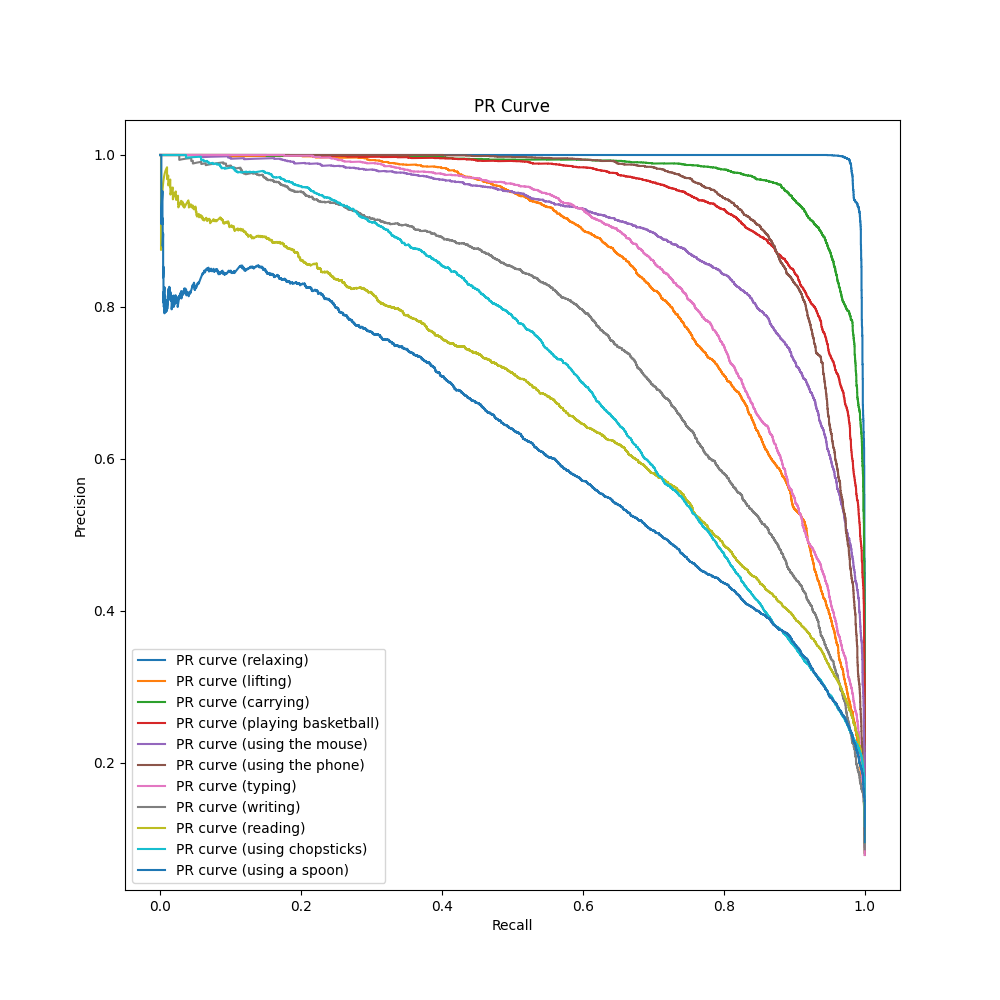 PR Curve
1.0
0.8
0.6
0.4
0.2
Precision
PR curve (relaxing)
PR curve (lifting)
PR curve (carrying)
PR curve (playing basketball)
PR curve (using the mouse)
PR curve (using the phone)
PR curve (typing)
PR curve (writing)
PR curve (reading)
PR curve (using chopsticks)
PR curve (using a spoon)
0.0 0.2 0.4 0.6 0.8 1.0
Recall